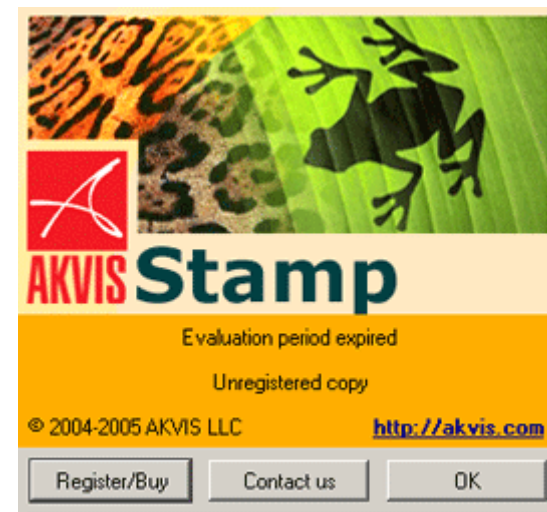 AKVIS Stamp
Evaluation period expired
Unregistered copy
© 2004-2005 AKVIS LLC http://akvis.com
Register/Buy Contact us OK